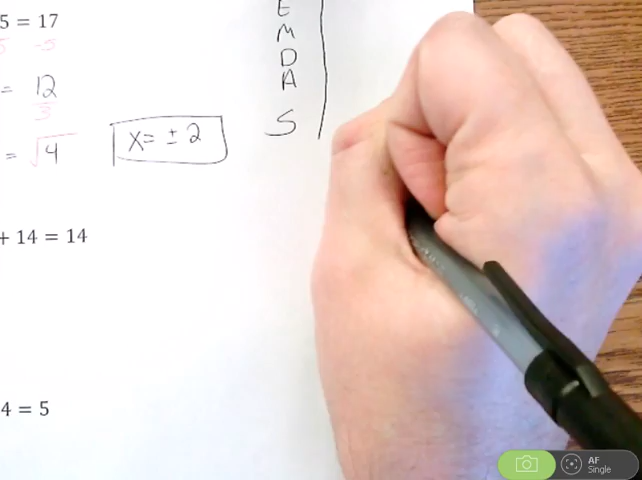 5 = 17
5 -5
= 12
3
= √4
x = ± 2
E
M
D
A
S
+ 14 = 14
4 = 5
AF
Single